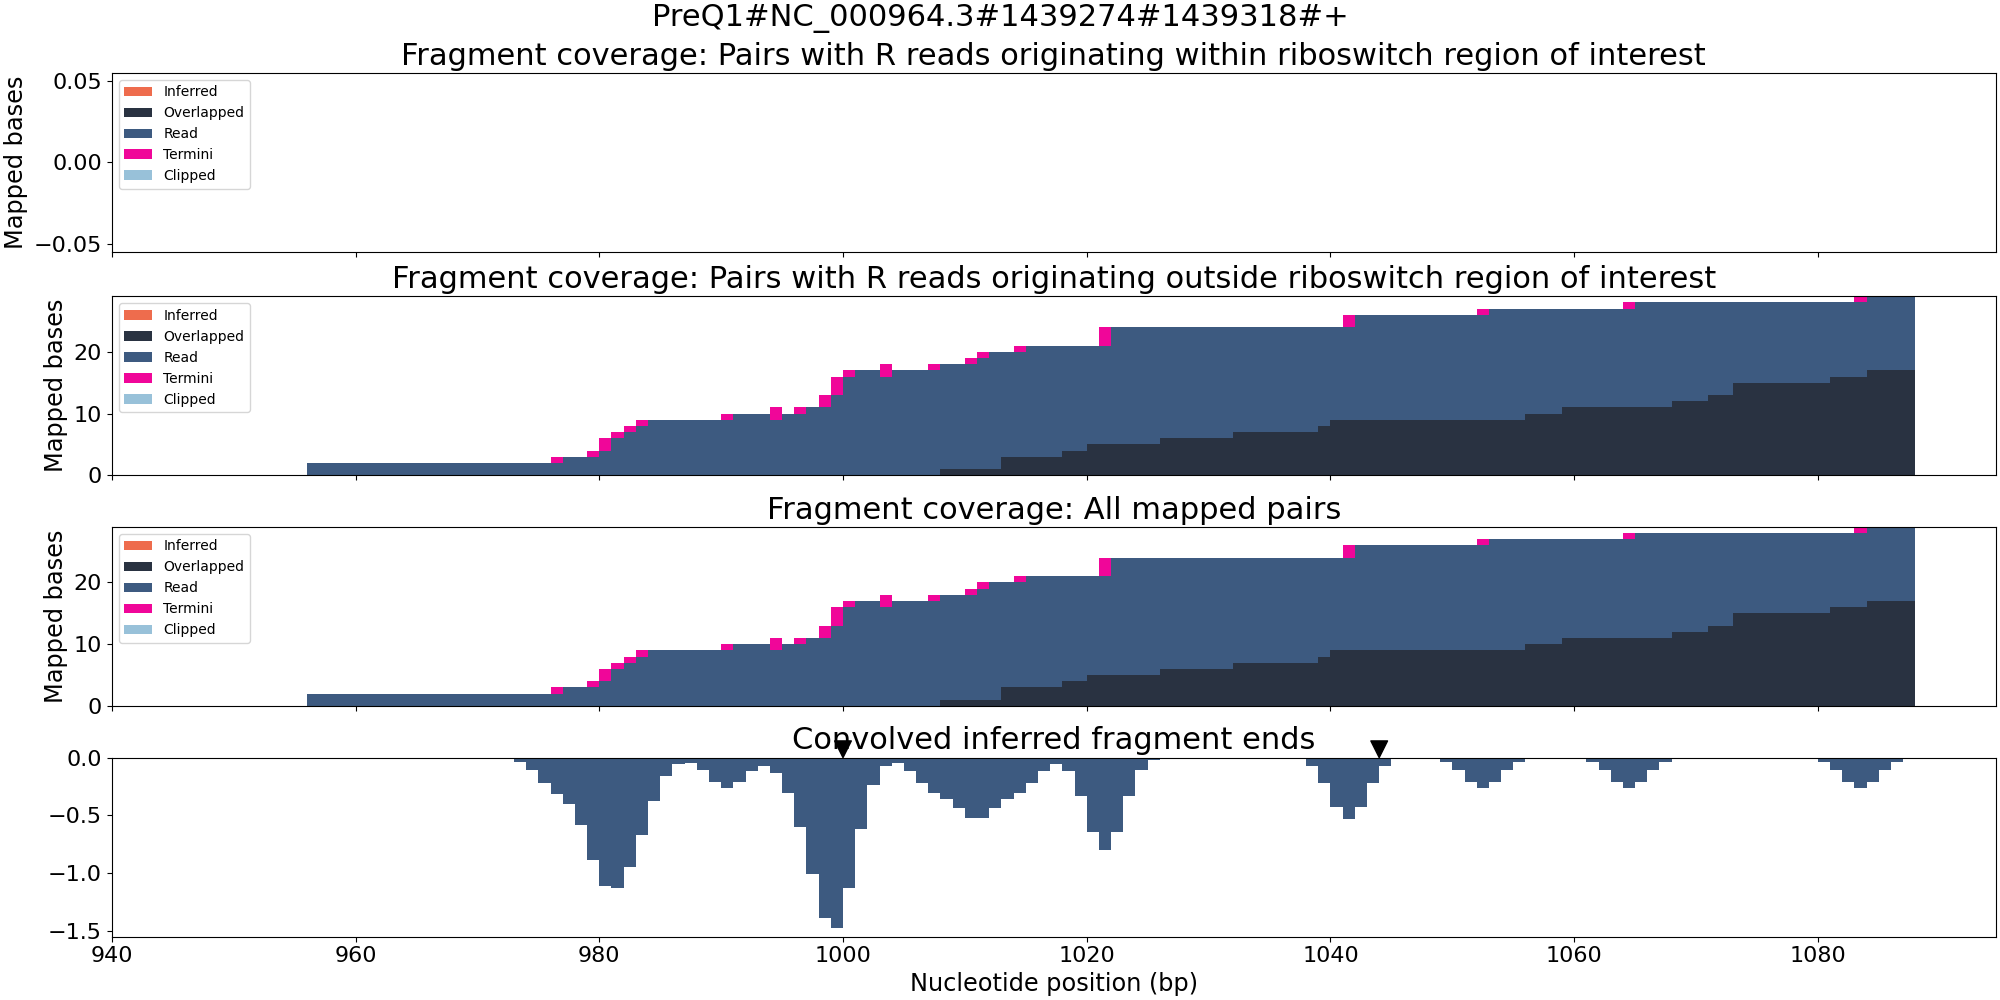 PreQ1#NC_000964.3#1439274#1439318#+
Fragment coverage: Pairs with R reads originating within riboswitch region of interest
Mapped bases
0.05
0.00
−0.05
Inferred
Overlapped
Read
Termini
Clipped
Fragment coverage: Pairs with R reads originating outside riboswitch region of interest
Mapped bases
20
10
0
Inferred
Overlapped
Read
Termini
Clipped
Fragment coverage: All mapped pairs
Mapped bases
20
10
0
Inferred
Overlapped
Read
Termini
Clipped
Convolved inferred fragment ends
0.0
−0.5
−1.0
−1.5
940 960 980 1000 1020 1040 1060 1080
Nucleotide position (bp)